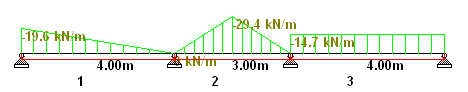 -29.4 kN/m
-19.6 kN/m
-14.7 kN/m
kN/m
4.00m 3.00m 4.00m
1 2 3